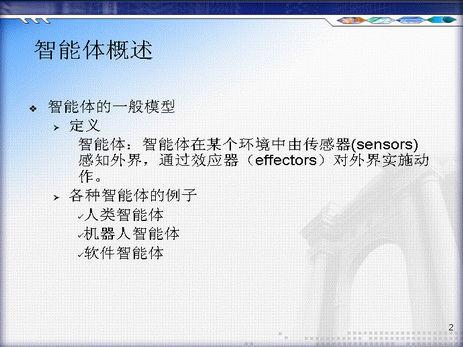 智能体概述
智能体的一般模型
定义
智能体：智能体在某个环境中由传感器(sensors)
感知外界，通过效应器（effectors）对外界实施动
作。
各种智能体的例子
人类智能体
机器人智能体
软件智能体
2